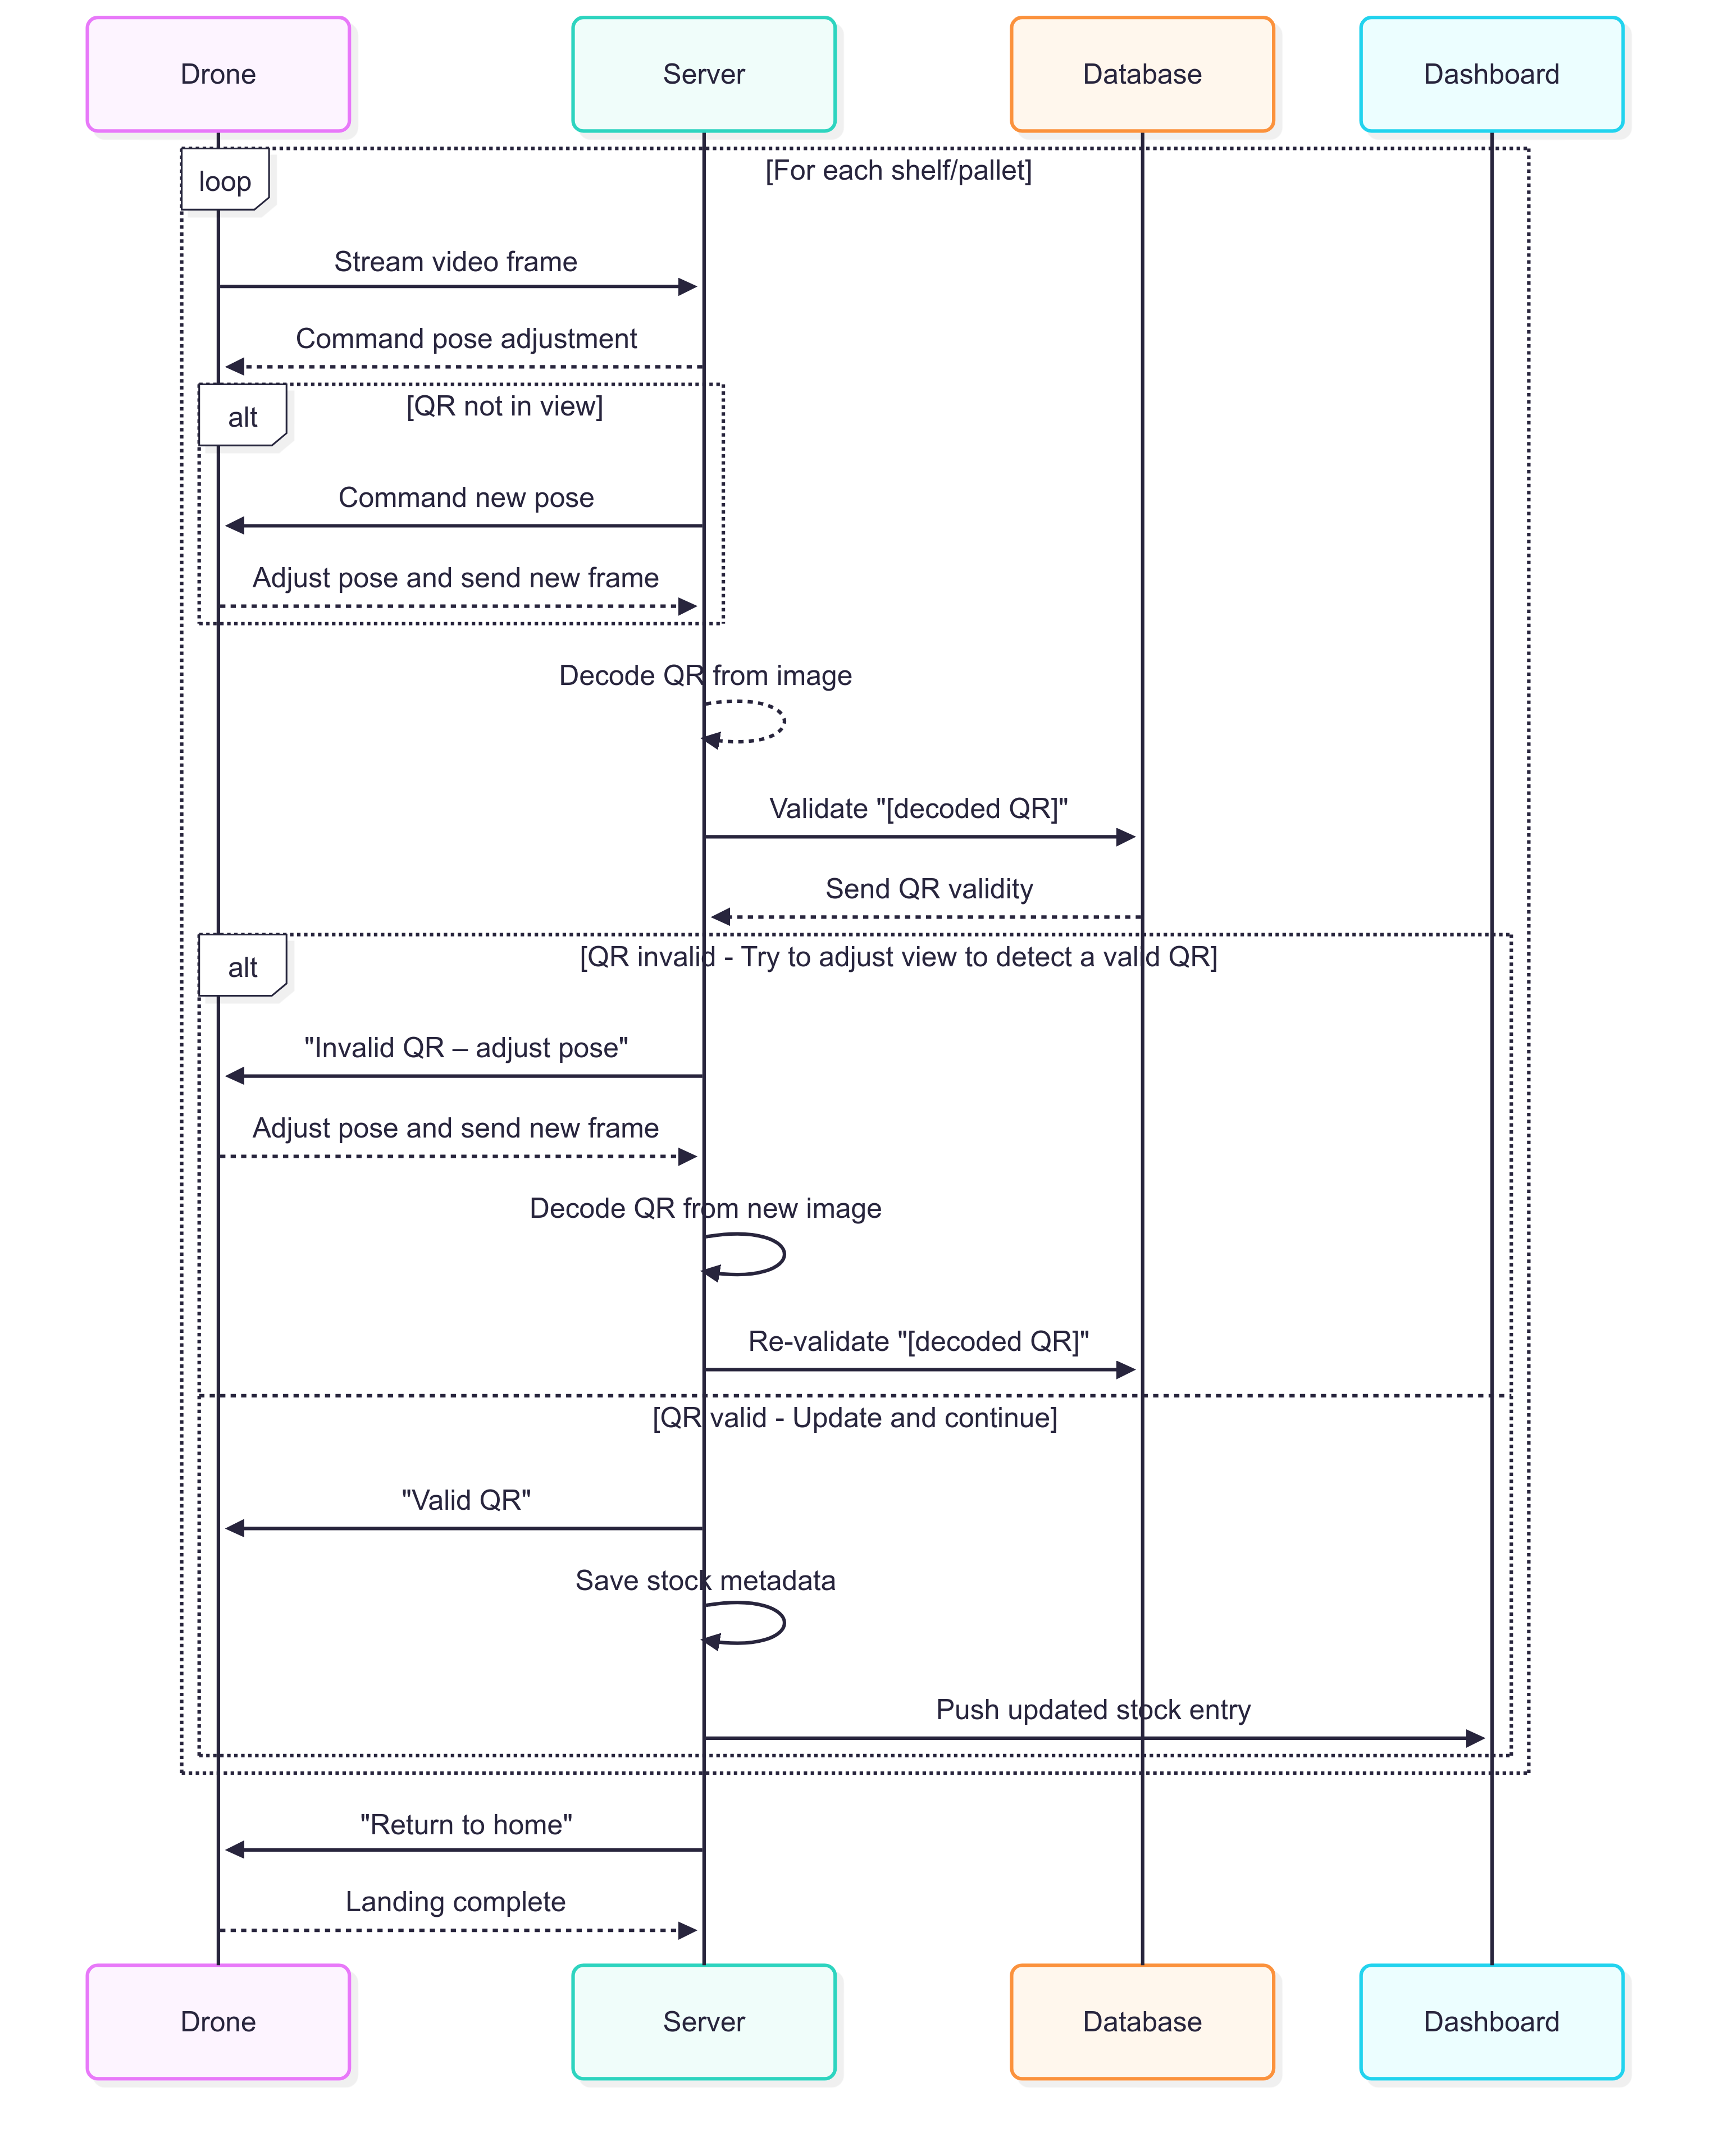 Drone
Server
Database
Dashboard
loop
[For each shelf/pallet]
Stream video frame
Command pose adjustment
alt
[QR not in view]
Command new pose
Adjust pose and send new frame
Decode QR from image
Validate "[decoded QR]"
Send QR validity
alt
[QR invalid - Try to adjust view to detect a valid QR]
"Invalid QR – adjust pose"
Adjust pose and send new frame
Decode QR from new image
Re-validate "[decoded QR]"
[QR valid - Update and continue]
"Valid QR"
Save stock metadata
Push updated stock entry
"Return to home"
Landing complete
Drone
Server
Database
Dashboard